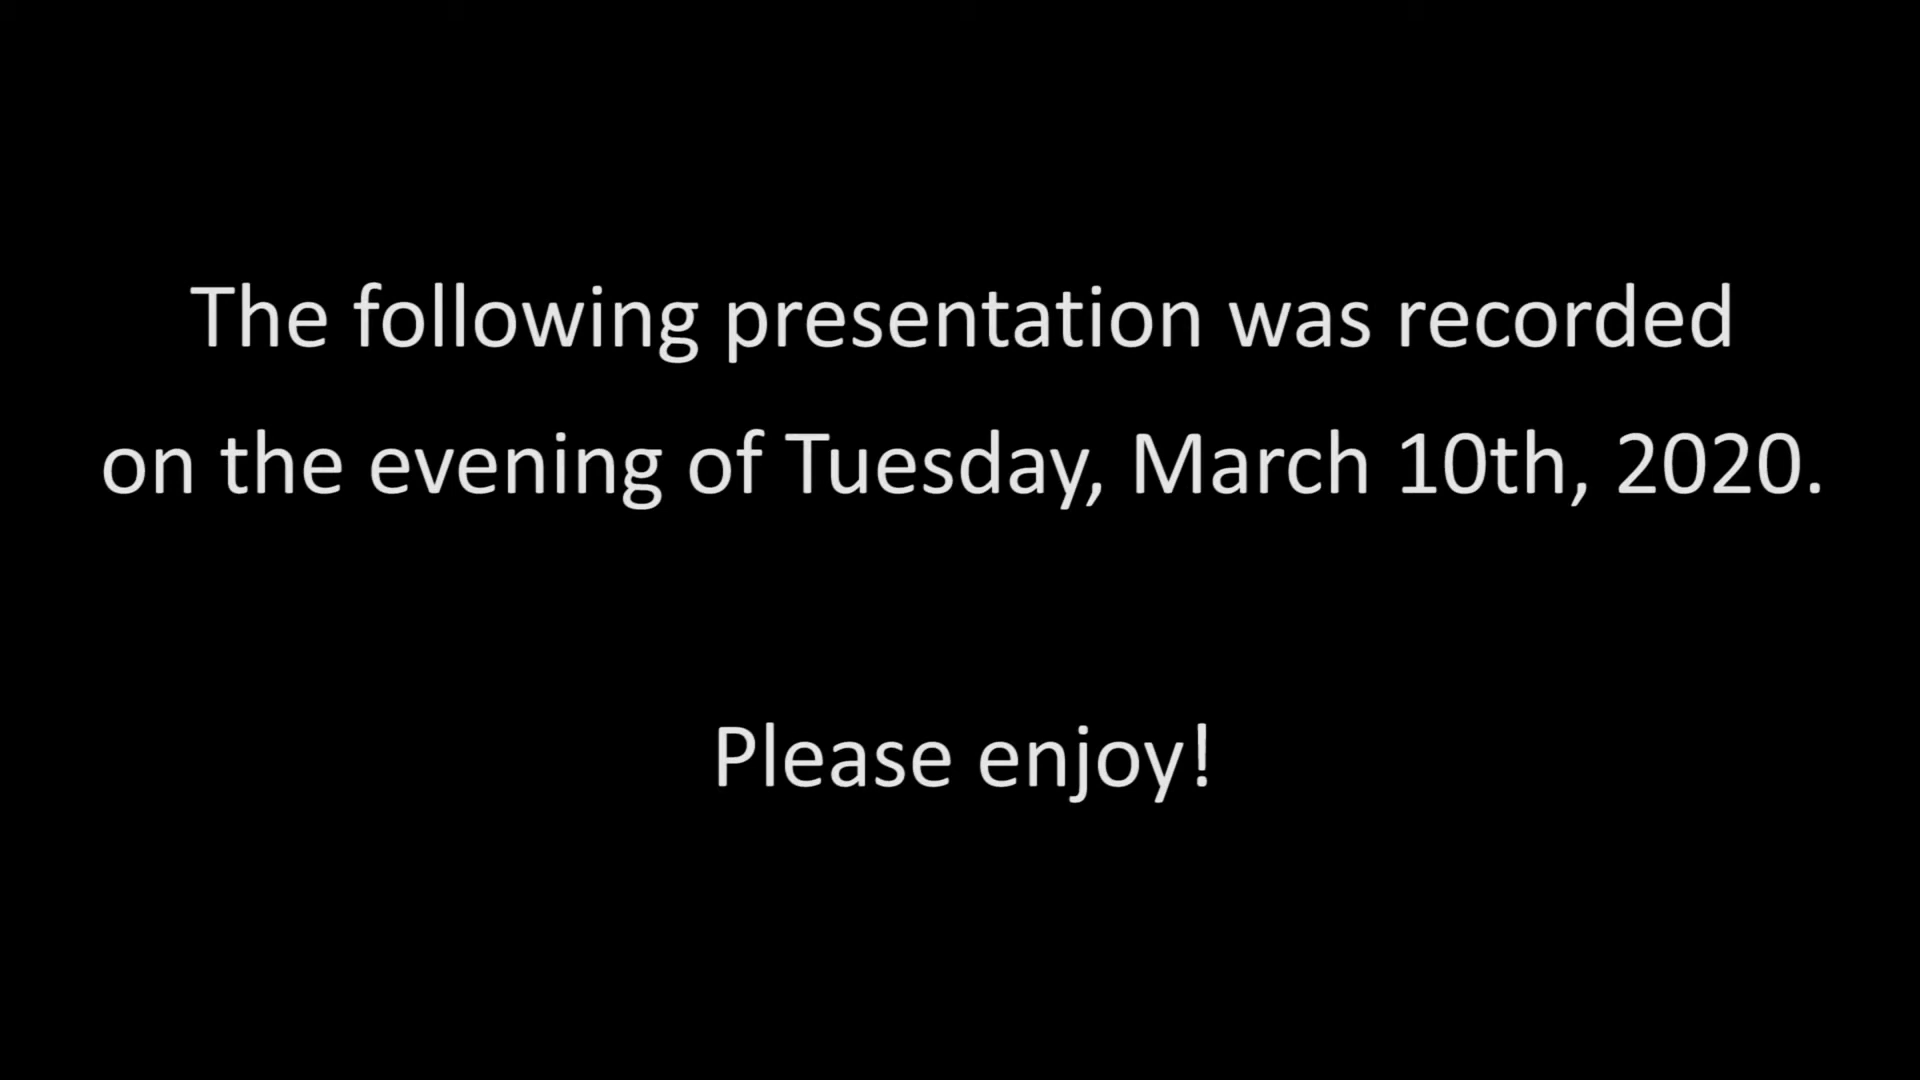 The following presentation was recorded
on the evening of Tuesday, March 10th, 2020.
Please enjoy!